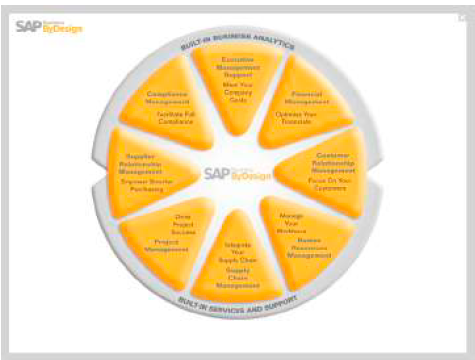 SAP Business ByDesign
BUILT-IN BUSINESS ANALYTICS
Executive
Management
Support
Meet Your
Company
Goals
Compliance
Management
Facilitate Full
Compliance
Financial
Management
Optimize Your
Supplier
Relationship
Management
Empower Smarter
Purchasing
SAP Business ByDesign
Customer
Relationship
Management
Focus On Your
Customers
Drive
Project
Success
Project
Management
Integrate
Your
Supply Chain
Supply
Chain
Management
Manage
Your
Workforce
Human
Resources
Management
BUILT-IN SERVICES AND SUPPORT